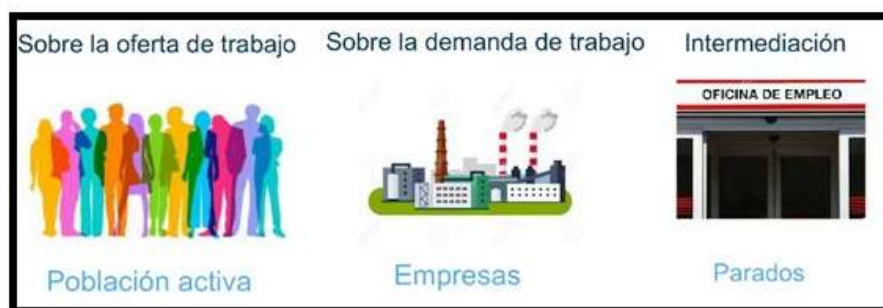 Sobre la oferta de trabajo
Sobre la demanda de trabajo
Intermediación
OFICINA DE EMPLEO
Población activa
Empresas
Parados